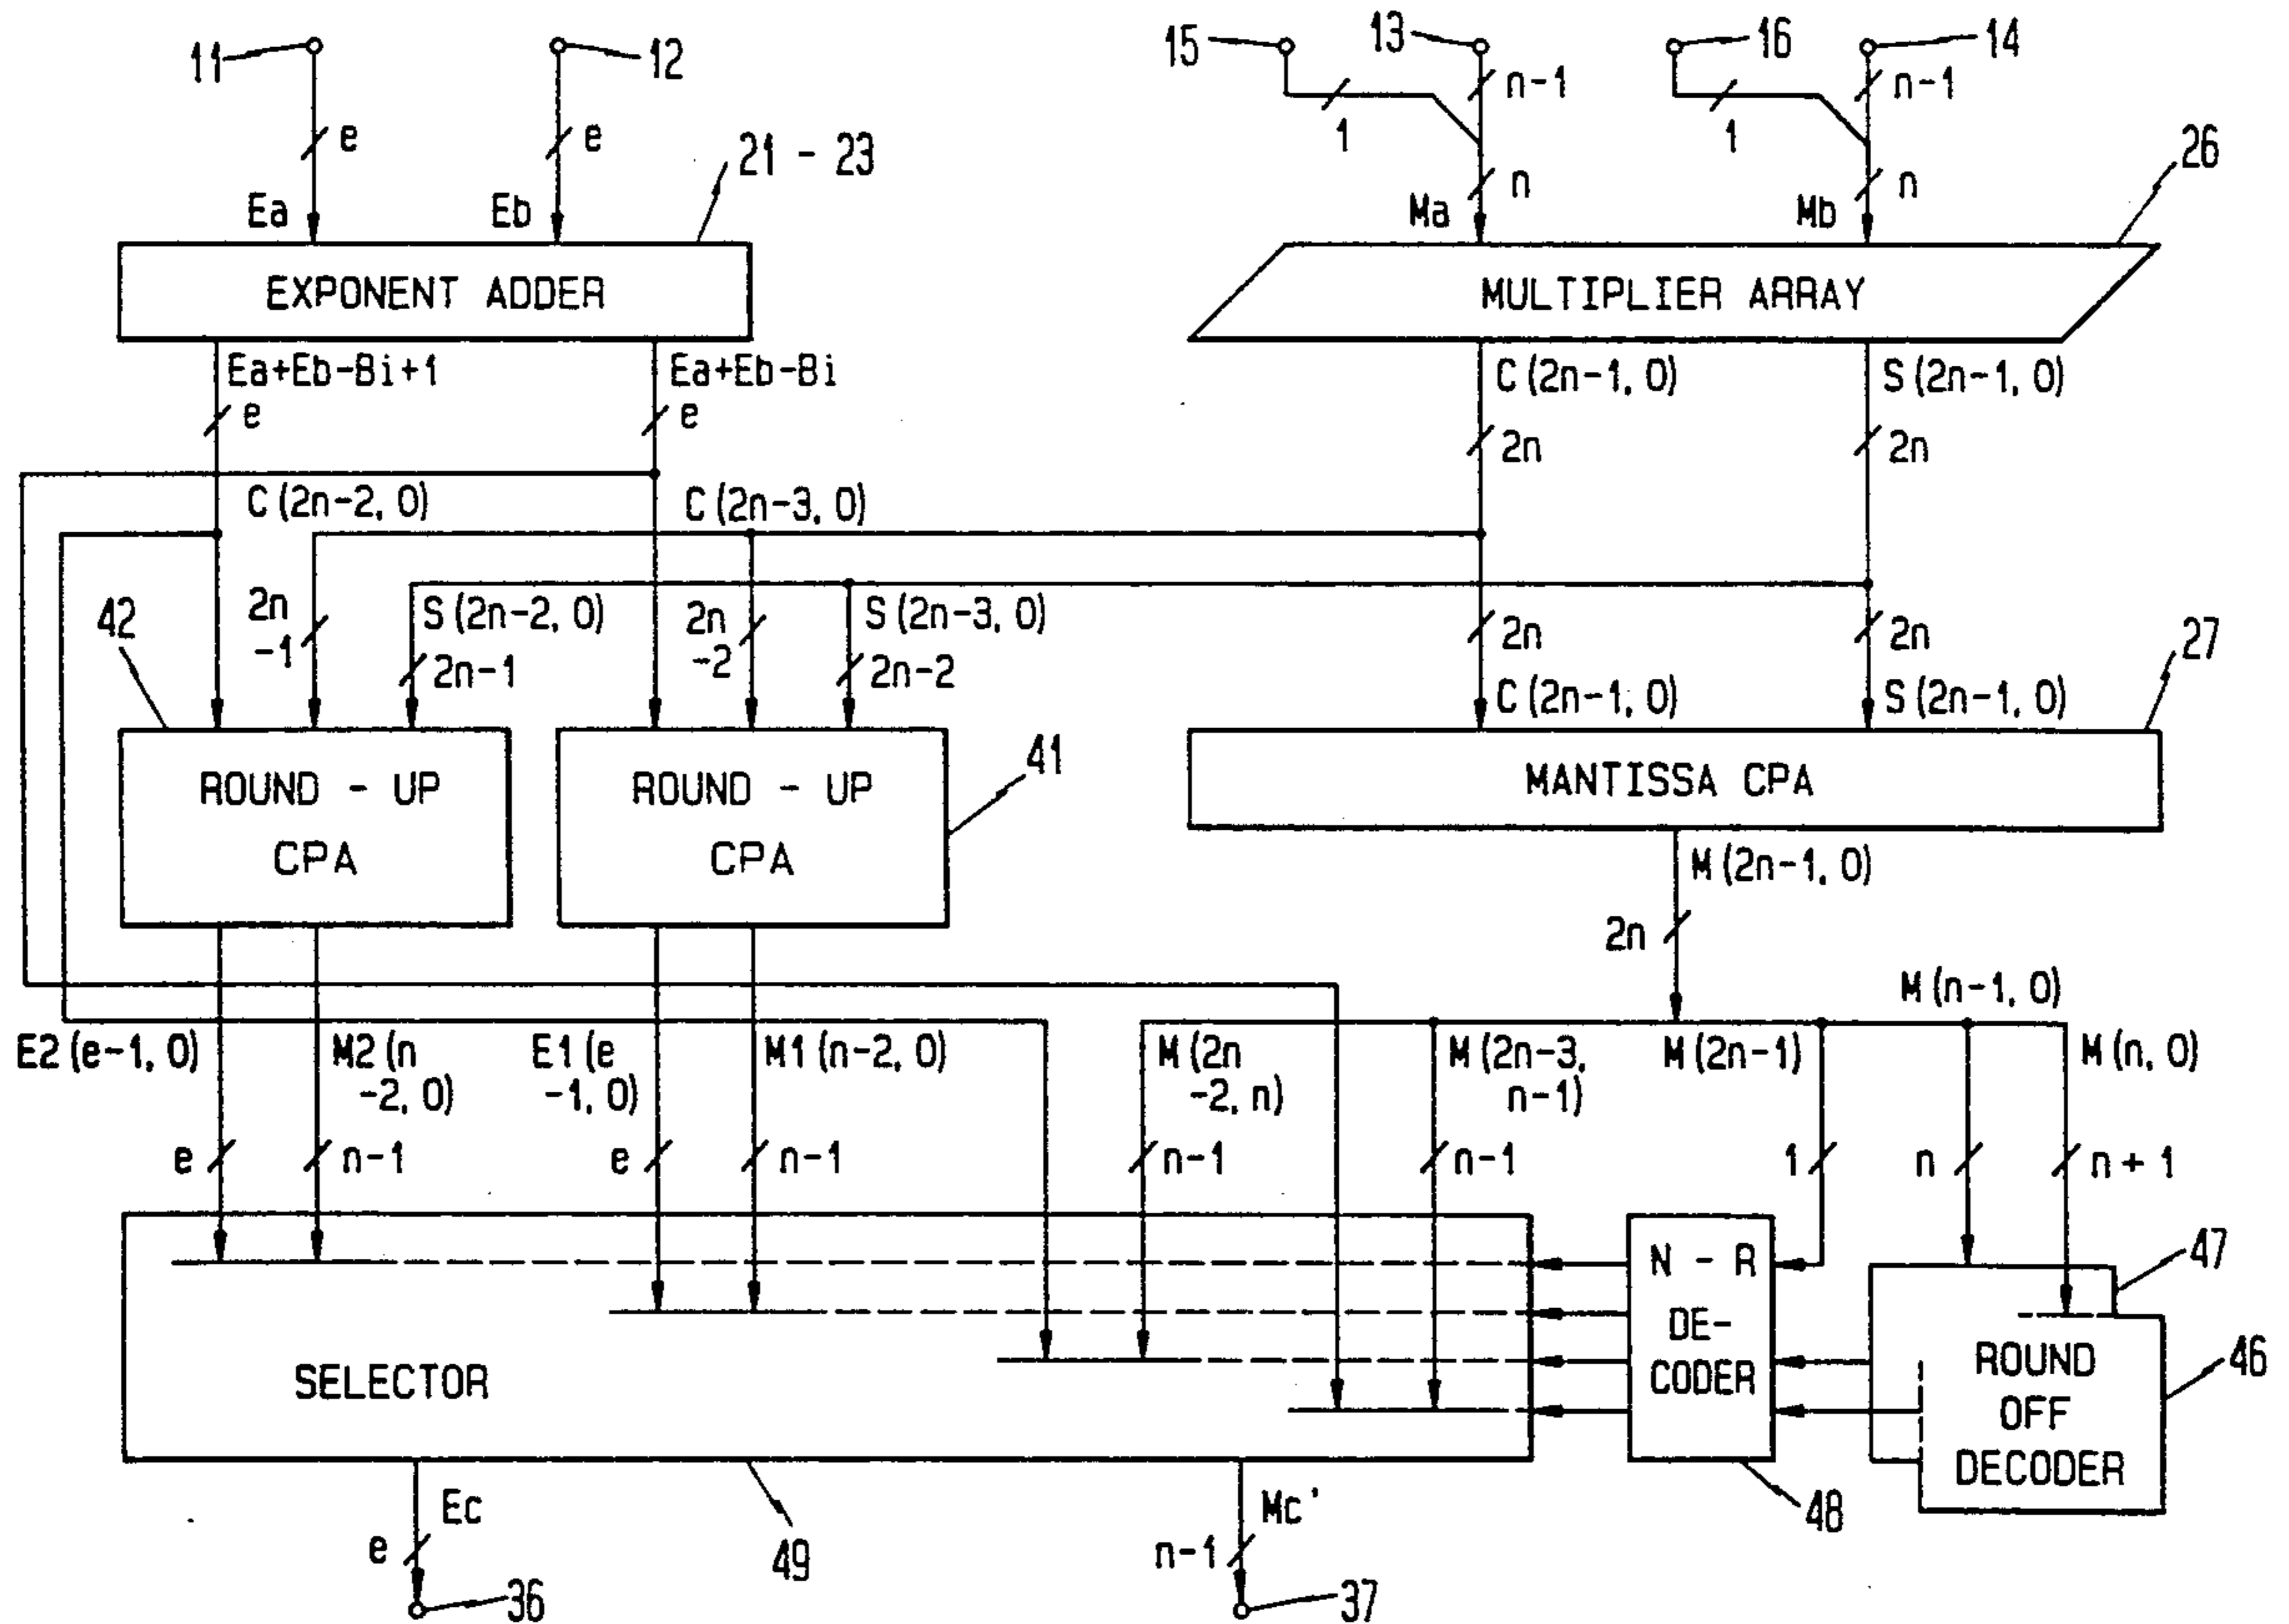 11
12
15
13
16
14
n-1
n-1
1
1
e
e
21 - 23
26
n
n
Ea
Eb
Ma
Mb
EXPONENT ADDER
MULTIPLIER ARRAY
Ea+Eb-Bi+1
Ea+Eb-Bi
C (2n-1, 0)
S (2n-1, 0)
e
e
2n
2n
C (2n-2, 0)
C (2n-3, 0)
42
2n
-1
S (2n-2, 0)
2n-1
2n
-2
S (2n-3, 0)
2n-2
2n
2n
27
C (2n-1, 0)
S (2n-1, 0)
ROUND - UP
CPA
ROUND - UP
CPA
41
MANTISSA CPA
M (2n-1, 0)
2n
M (n-1, 0)
E2 (e-1, 0)
M2 (n
-2, 0)
E1 (e
-1, 0)
M1 (n-2, 0)
M (2n
-2, n)
M (2n-3,
n-1)
M (2n-1)
M (n, 0)
e
n-1
e
n-1
n-1
n-1
1
n
n + 1
47
N - R
DE-
CODER
SELECTOR
ROUND
OFF
DECODER
46
48
49
Ec
e
Mc'
n-1
36
37